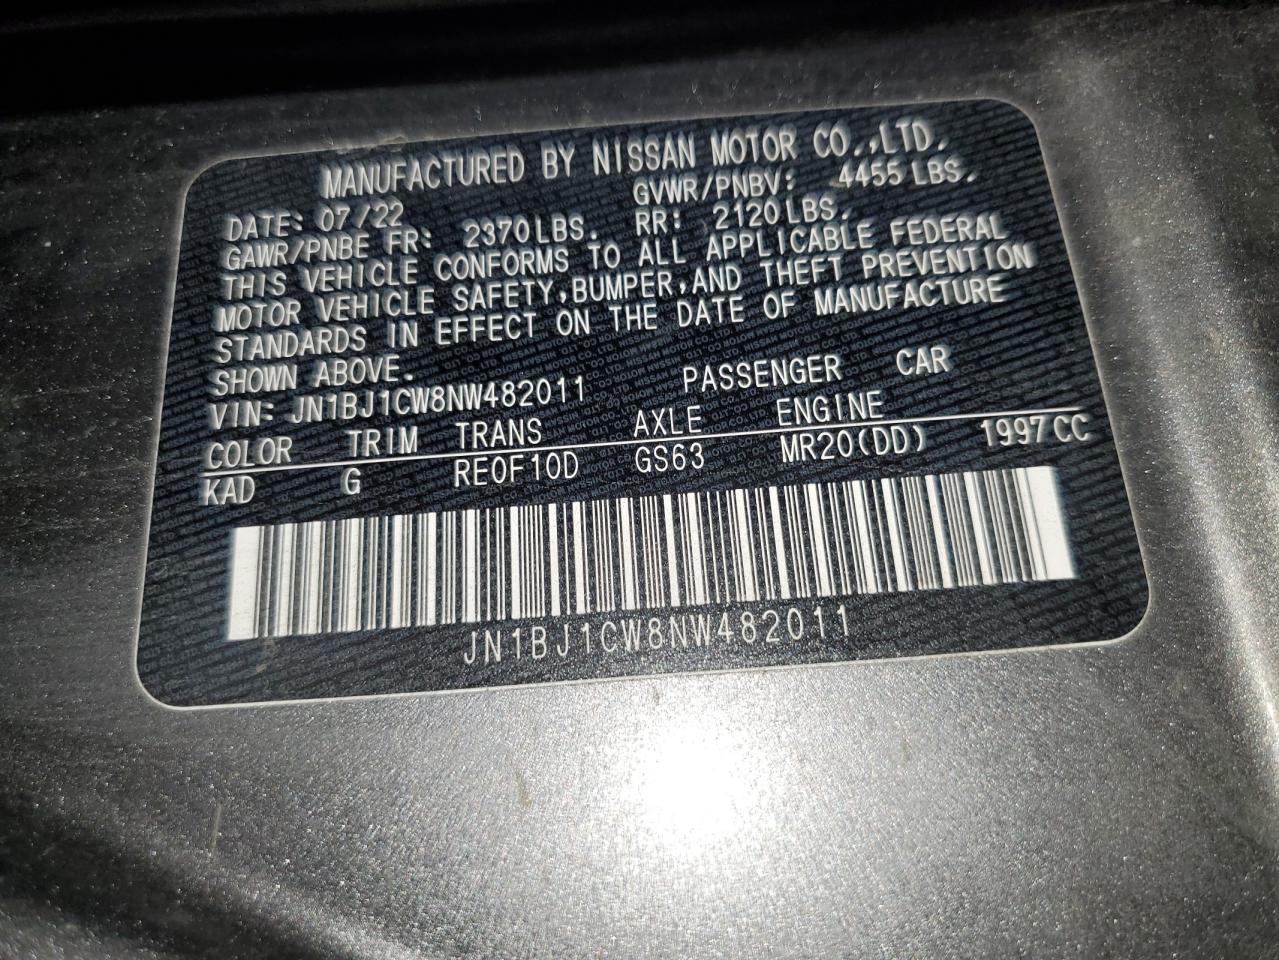 MANUFACTURED BY NISSAN MOTOR CO.,LTD.
DATE: 07/22 GVWR/PNBV: 4455 LBS.
GAWR/PNBE FR: 2370 LBS. RR: 2120 LBS.
THIS VEHICLE CONFORMS TO ALL APPLICABLE FEDERAL
MOTOR VEHICLE SAFETY,BUMPER,AND THEFT PREVENTION
STANDARDS IN EFFECT ON THE DATE OF MANUFACTURE
SHOWN ABOVE.
VIN: JN1BJ1CW8NW482011 PASSENGER CAR
COLOR TRIM TRANS AXLE ENGINE
KAD G RE0F10D GS63 MR20(DD) 1997 CC
JN1BJ1CW8NW482011